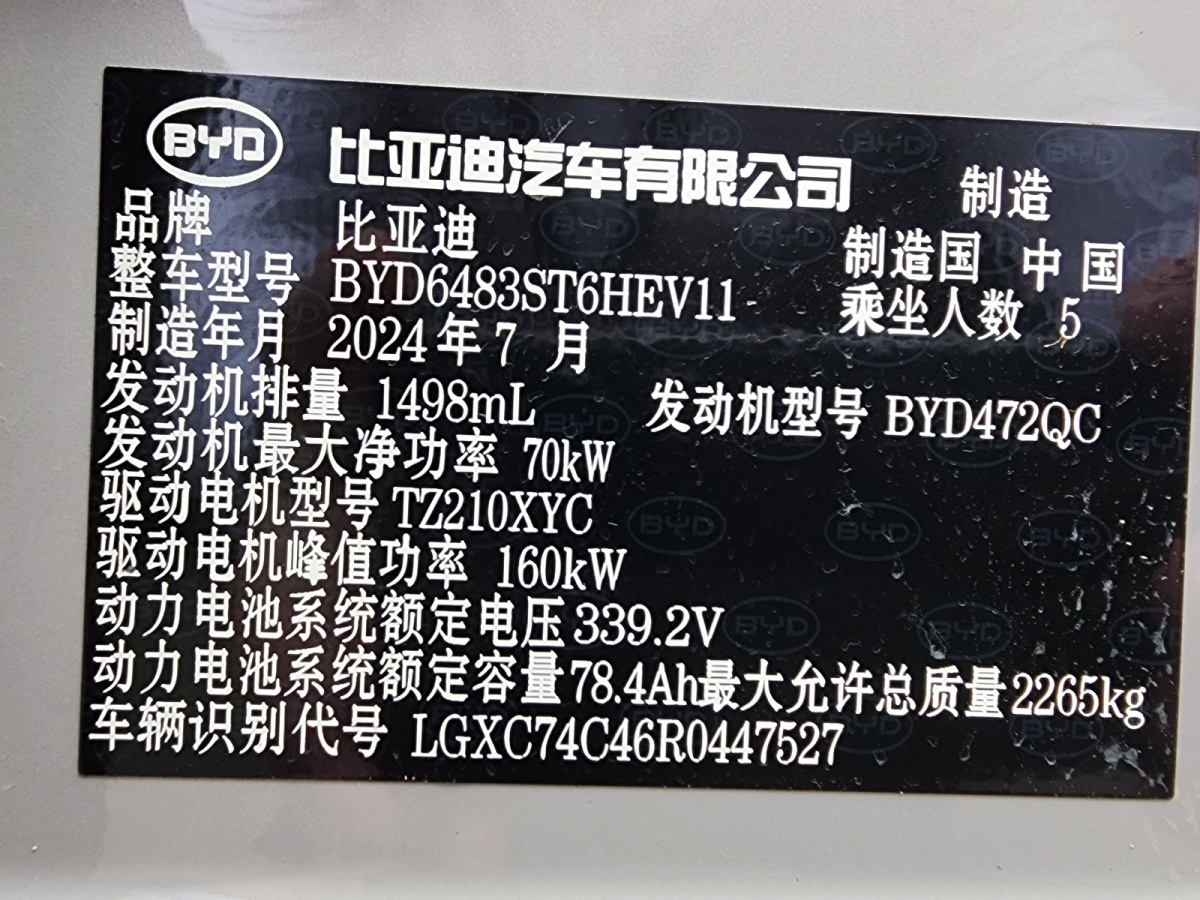 BYD 比亚迪汽车有限公司 制造
品牌 比亚迪 制造国 中国
整车型号 BYD6483ST6HEV11 乘坐人数 5
制造年月 2024年7月
发动机排量 1498mL 发动机型号 BYD472QC
发动机最大净功率 70kW
驱动电机型号 TZ210XYC
驱动电机峰值功率 160kW
动力电池系统额定电压 339.2V
动力电池系统额定容量 78.4Ah 最大允许总质量 2265kg
车辆识别代号 LGXC74C46R0447527